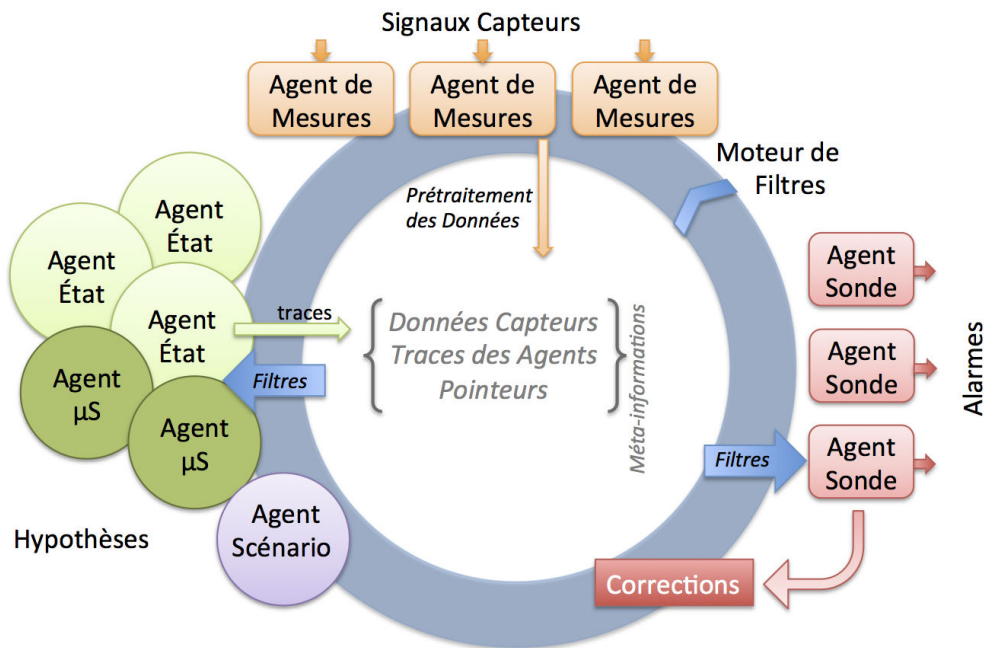 Signaux Capteurs
Agent de
Mesures
Agent de
Mesures
Agent de
Mesures
Moteur de
Filtres
Prétraitement
des Données
Agent
État
Agent
État
Agent
État
Agent
µS
Agent
µS
Agent
Scénario
Hypothèses
traces
Filtres
Données Capteurs
Traces des Agents
Pointeurs
Méta-informations
Filtres
Agent
Sonde
Agent
Sonde
Agent
Sonde
Alarmes
Corrections